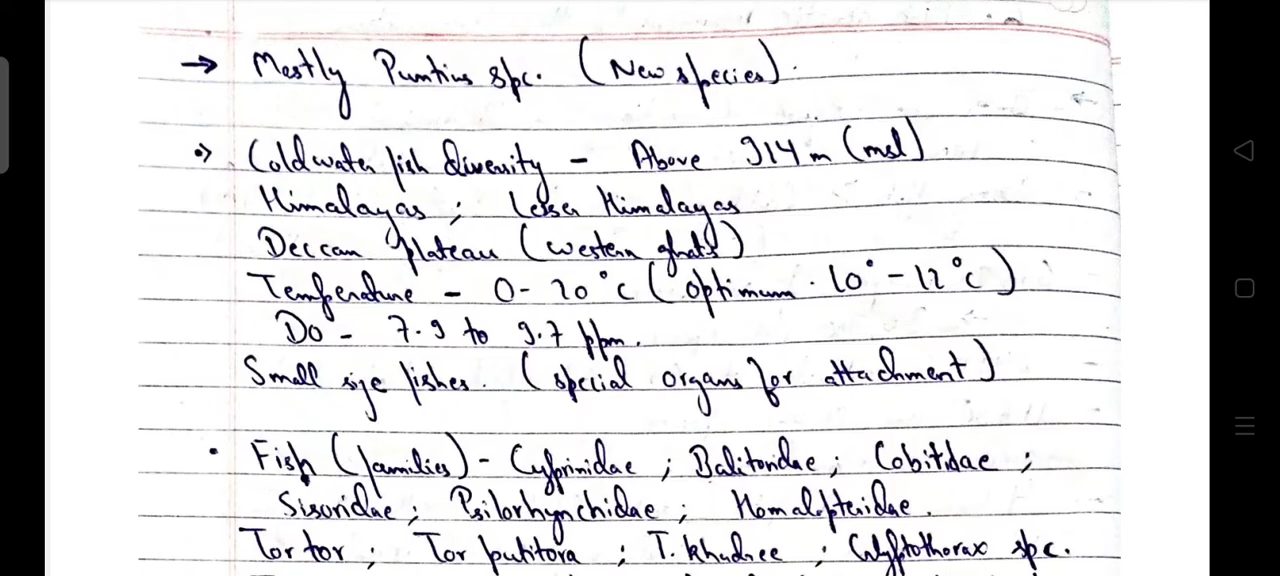 → Mostly Puntius spc. (New species).
Coldwater fish diversity - Above 914 m (msl)
Himalayas ; Lesser Himalayas
Deccan plateau (western ghats)
Temperature - 0-20°C (optimum · 10° - 12°C)
Do - 7.9 to 9.7 ppm.
Small size fishes. (special organs for attachment)
• Fish (families) - Cyprinidae ; Balitoridae ; Cobitidae ;
Sisoridae ; Psilorhynchidae ; Homalopteridae.
Tor tor ; Tor putitora ; T. khudree ; Glyptothorax spc.